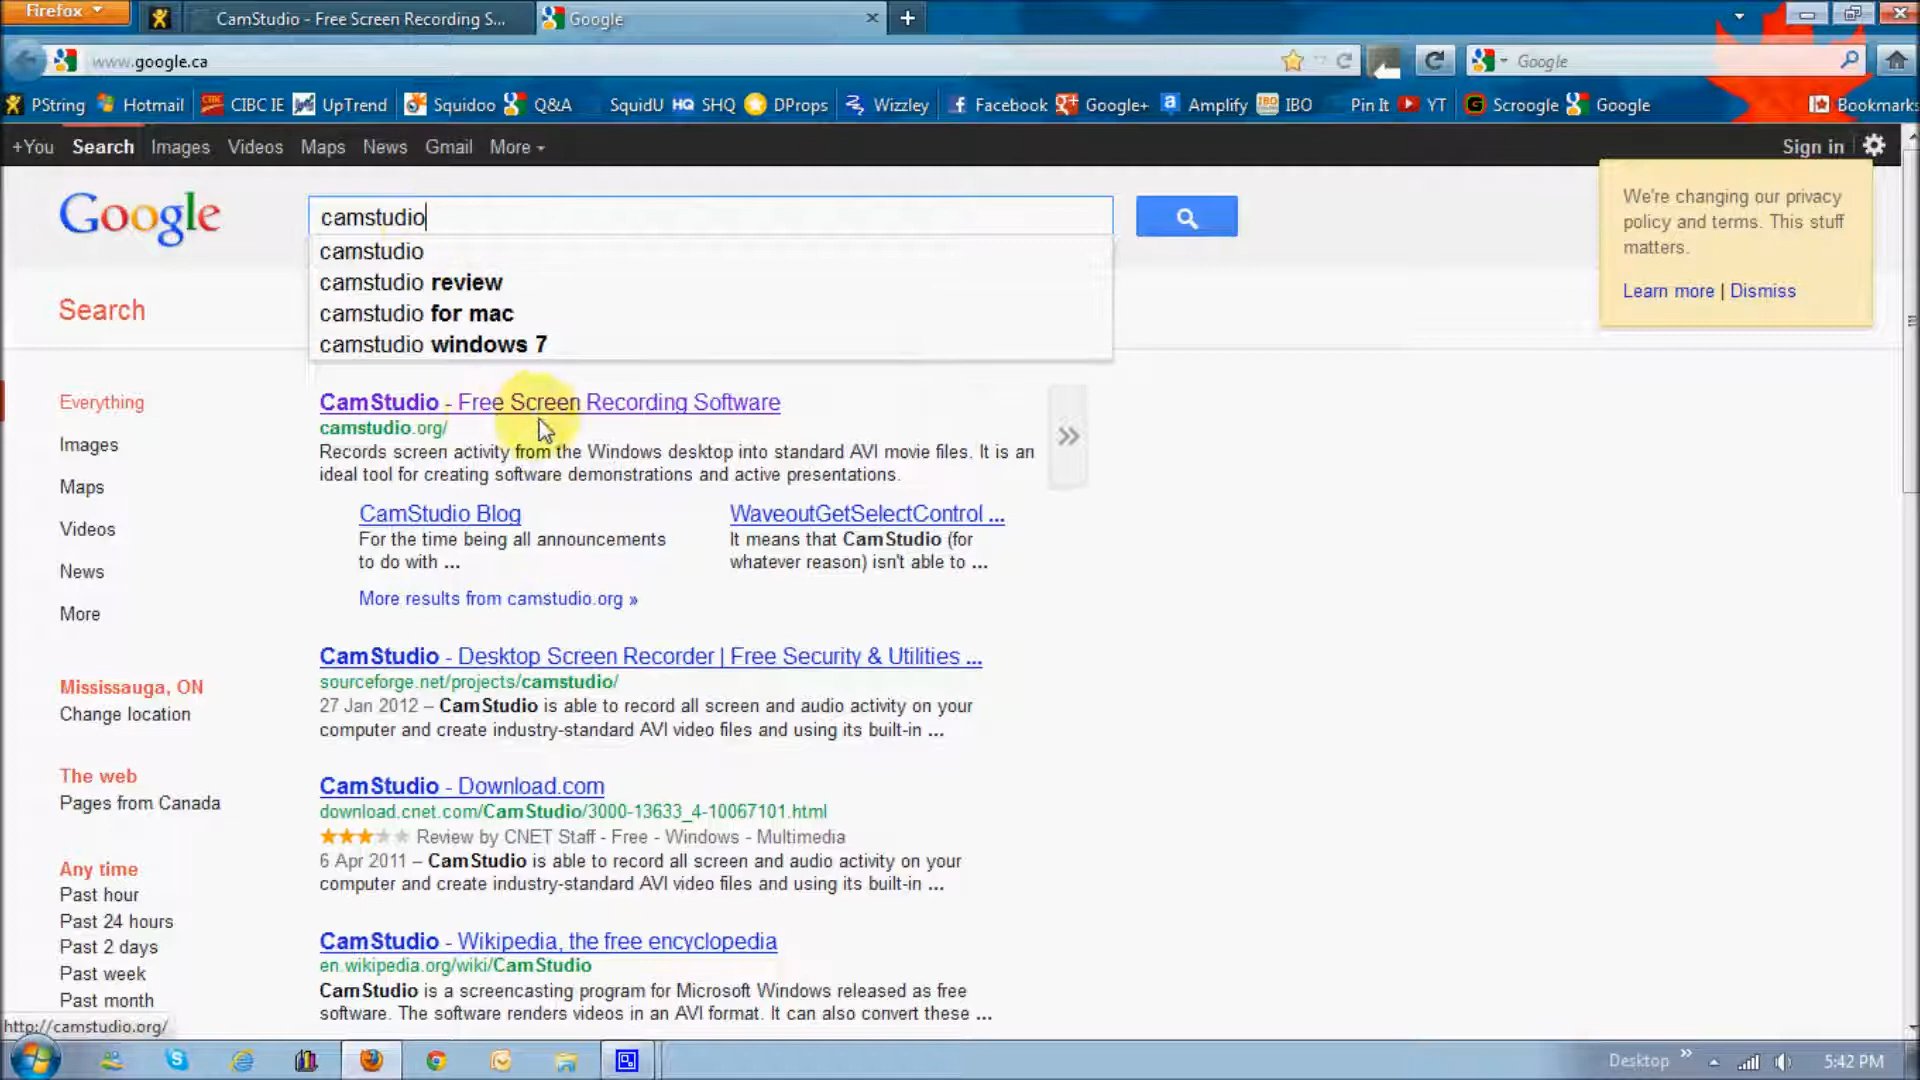 Firefox
CamStudio - Free Screen Recording S...
Google
www.google.ca
Google
PString Hotmail CIBC IE UpTrend Squidoo Q&A SquidU HQ SHQ DProps Wizzley Facebook Google+ Amplify IBO Pin It YT Scroogle Google Bookmarks
+You Search Images Videos Maps News Gmail More
Sign in
Google
camstudio
camstudio
camstudio review
camstudio for mac
camstudio windows 7
We're changing our privacy
policy and terms. This stuff
matters.
Learn more | Dismiss
Search
Everything
Images
Maps
Videos
News
More
Mississauga, ON
Change location
The web
Pages from Canada
Any time
Past hour
Past 24 hours
Past 2 days
Past week
Past month
CamStudio - Free Screen Recording Software
camstudio.org/
Records screen activity from the Windows desktop into standard AVI movie files. It is an
ideal tool for creating software demonstrations and active presentations.
CamStudio Blog
For the time being all announcements
to do with ...
WaveoutGetSelectControl ...
It means that CamStudio (for
whatever reason) isn't able to ...
More results from camstudio.org »
CamStudio - Desktop Screen Recorder | Free Security & Utilities ...
sourceforge.net/projects/camstudio/
27 Jan 2012 – CamStudio is able to record all screen and audio activity on your
computer and create industry-standard AVI video files and using its built-in ...
CamStudio - Download.com
download.cnet.com/CamStudio/3000-13633_4-10067101.html
Review by CNET Staff - Free - Windows - Multimedia
6 Apr 2011 – CamStudio is able to record all screen and audio activity on your
computer and create industry-standard AVI video files and using its built-in ...
CamStudio - Wikipedia, the free encyclopedia
en.wikipedia.org/wiki/CamStudio
CamStudio is a screencasting program for Microsoft Windows released as free
software. The software renders videos in an AVI format. It can also convert these ...
http://camstudio.org/
Desktop
5:42 PM